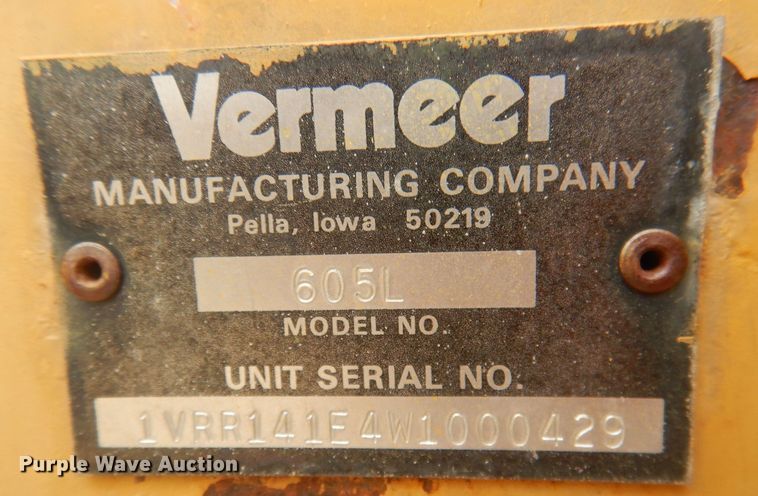 Vermeer
MANUFACTURING COMPANY
Pella, Iowa 50219
605L
MODEL NO.
UNIT SERIAL NO.
1VRR141E4W1000429
Purple Wave Auction